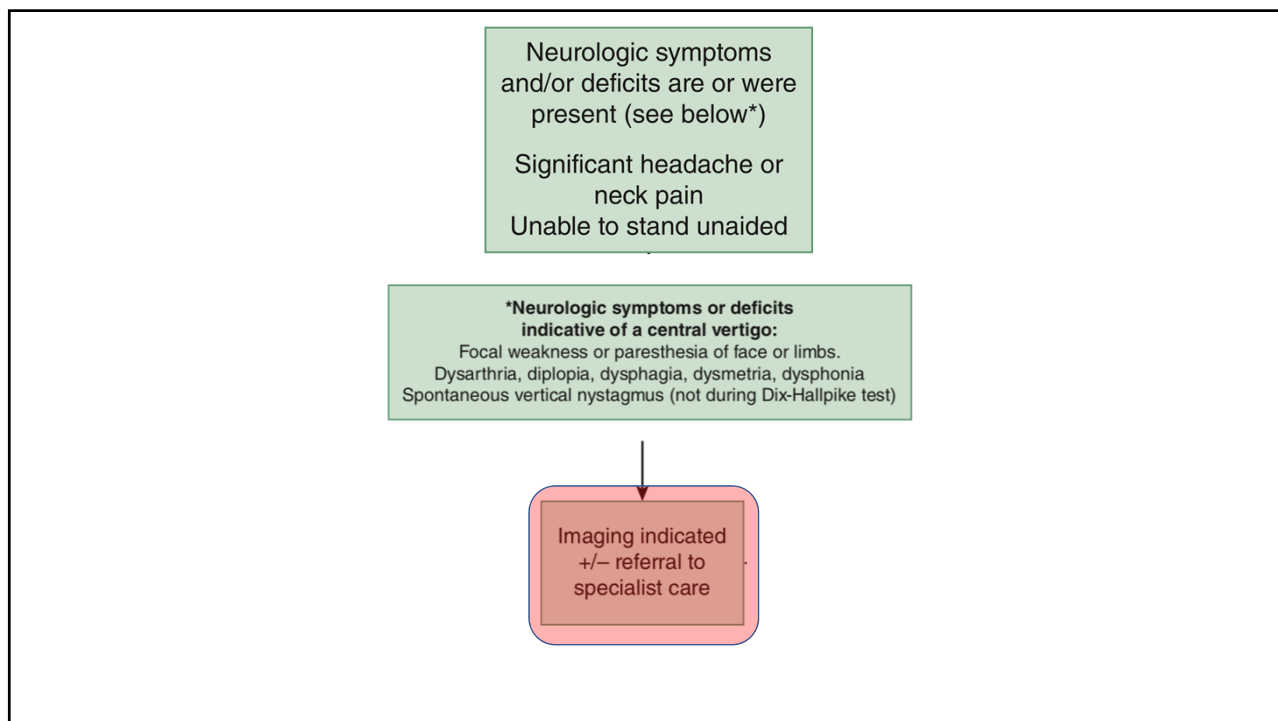 Neurologic symptoms
and/or deficits are or were
present (see below*)
Significant headache or
neck pain
Unable to stand unaided
*Neurologic symptoms or deficits
indicative of a central vertigo:
Focal weakness or paresthesia of face or limbs.
Dysarthria, diplopia, dysphagia, dysmetria, dysphonia
Spontaneous vertical nystagmus (not during Dix-Hallpike test)
Imaging indicated
+/– referral to
specialist care